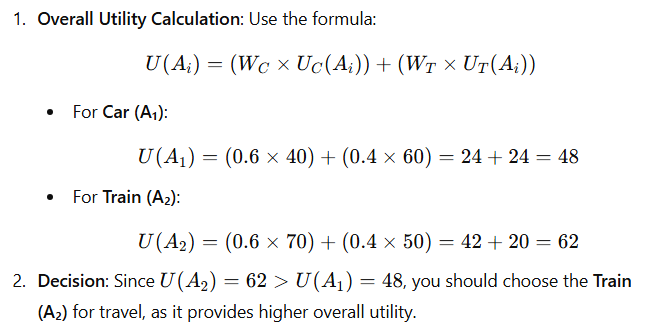 1. Overall Utility Calculation: Use the formula:
U(Aᵢ) = (W_C × U_C(Aᵢ)) + (W_T × U_T(Aᵢ))
• For Car (A₁):
U(A₁) = (0.6 × 40) + (0.4 × 60) = 24 + 24 = 48
• For Train (A₂):
U(A₂) = (0.6 × 70) + (0.4 × 50) = 42 + 20 = 62
2. Decision: Since U(A₂) = 62 > U(A₁) = 48, you should choose the Train
(A₂) for travel, as it provides higher overall utility.